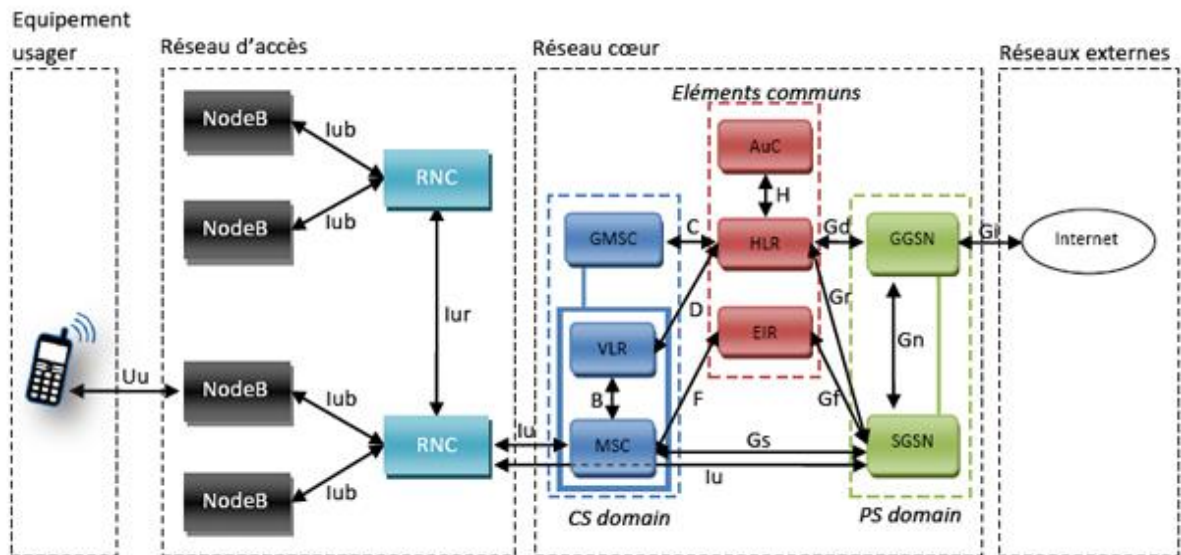 Equipement
usager
Réseau d'accès
Réseau cœur
Réseaux externes
Eléments communs
NodeB
Iub
RNC
NodeB
Iub
AuC
H
GMSC
C
HLR
Gd
GGSN
Gi
Internet
Iur
D
Gr
VLR
EIR
Gn
Uu
NodeB
Iub
B
F
Gf
RNC
Iu
MSC
Gs
SGSN
NodeB
Iub
Iu
CS domain
PS domain